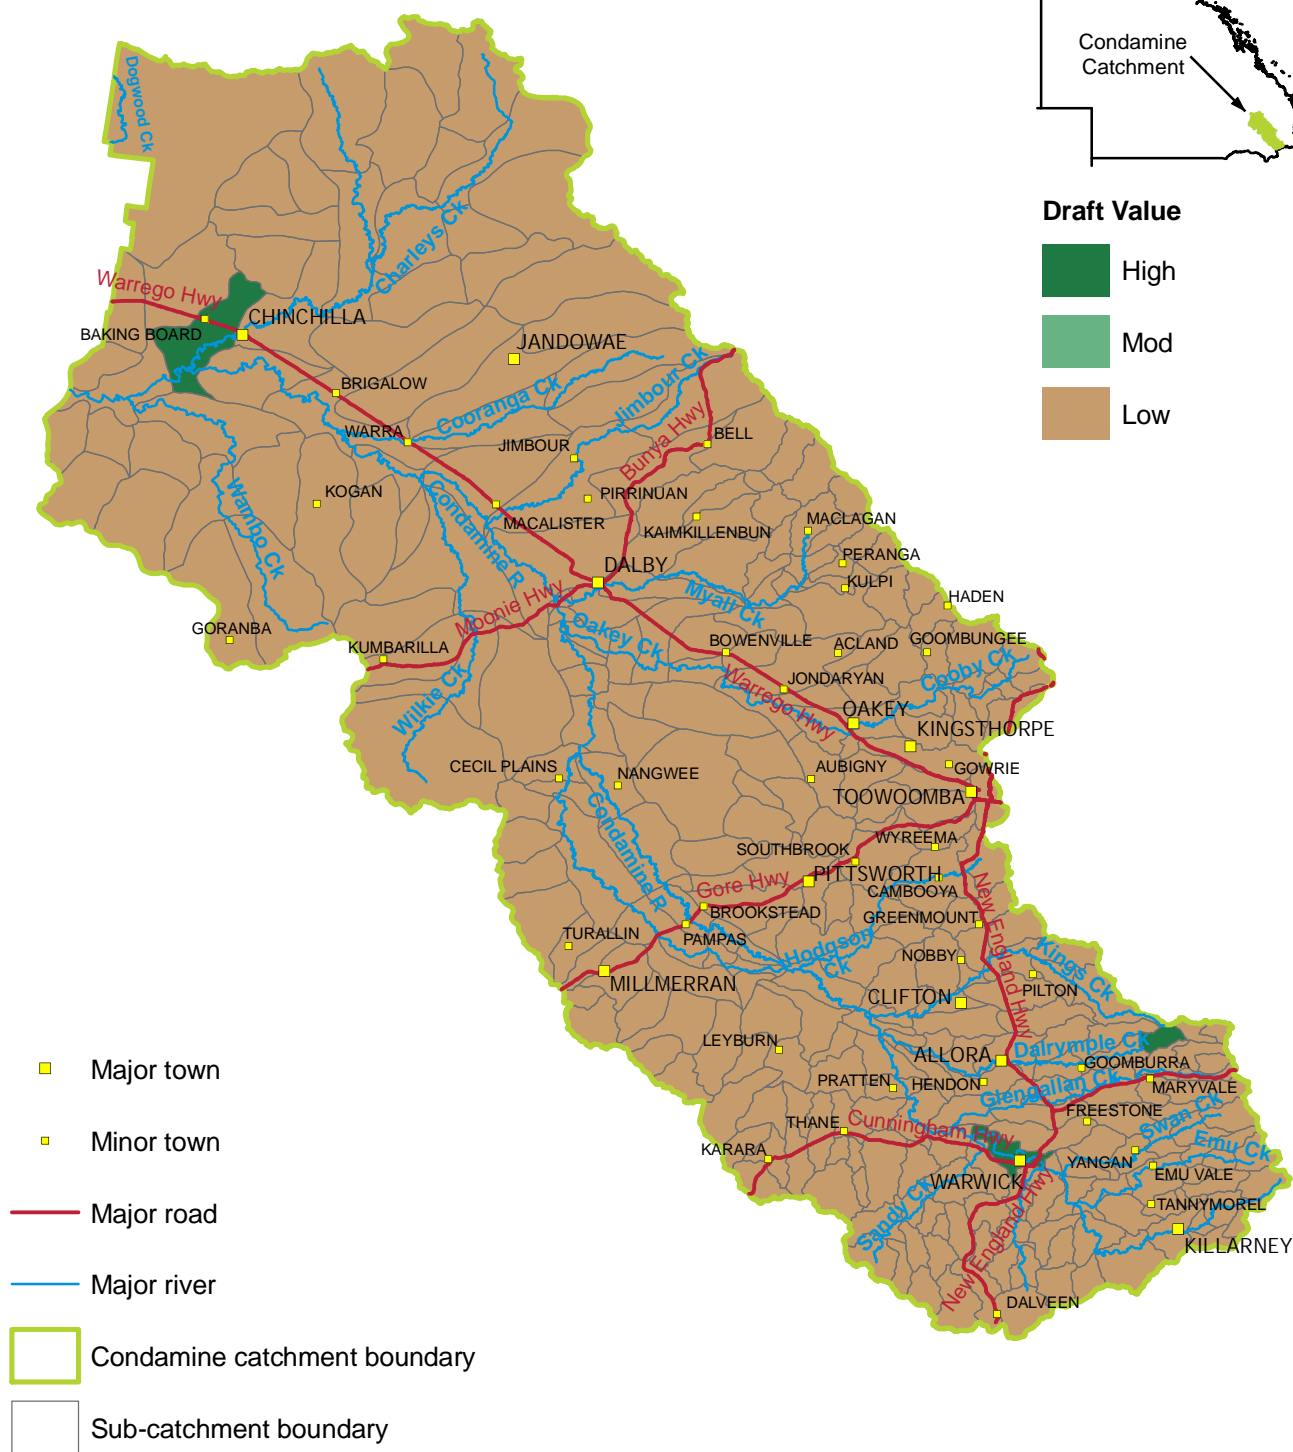 Condamine
Catchment
Draft Value
High
Mod
Low
Dogwood Ck
Charleys Ck
Warrego Hwy
CHINCHILLA
BAKING BOARD
JANDOWAE
BRIGALOW
Cooranga Ck
Jimbour Ck
WARRA
JIMBOUR
Bunya Hwy
BELL
KOGAN
Wambo Ck
Condamine R
PIRRINUAN
MACALISTER
KAIMKILLENBUN
MACLAGAN
PERANGA
KULPI
DALBY
Myall Ck
HADEN
Moonie Hwy
GORANBA
KUMBARILLA
Oakey Ck
BOWENVILLE
ACLAND
GOOMBUNGEE
Cooby Ck
JONDARYAN
Warrego Hwy
Wilkie Ck
OAKEY
KINGSTHORPE
CECIL PLAINS
NANGWEE
AUBIGNY
GOWRIE
TOOWOOMBA
Condamine R
WYREEMA
SOUTHBROOK
PITTSWORTH
Gore Hwy
CAMBOOYA
BROOKSTEAD
GREENMOUNT
New England Hwy
TURALLIN
PAMPAS
Hodgson
Ck
NOBBY
Kings Ck
MILLMERRAN
PILTON
CLIFTON
LEYBURN
ALLORA
Dalrymple Ck
GOOMBURRA
PRATTEN
HENDON
Glengallan Ck
MARYVALE
THANE
Cunningham Hwy
FREESTONE
Swan Ck
KARARA
Emu Ck
YANGAN
WARWICK
EMU VALE
Sandy Ck
New England Hwy
TANNYMOREL
KILLARNEY
DALVEEN
Major town
Minor town
Major road
Major river
Condamine catchment boundary
Sub-catchment boundary